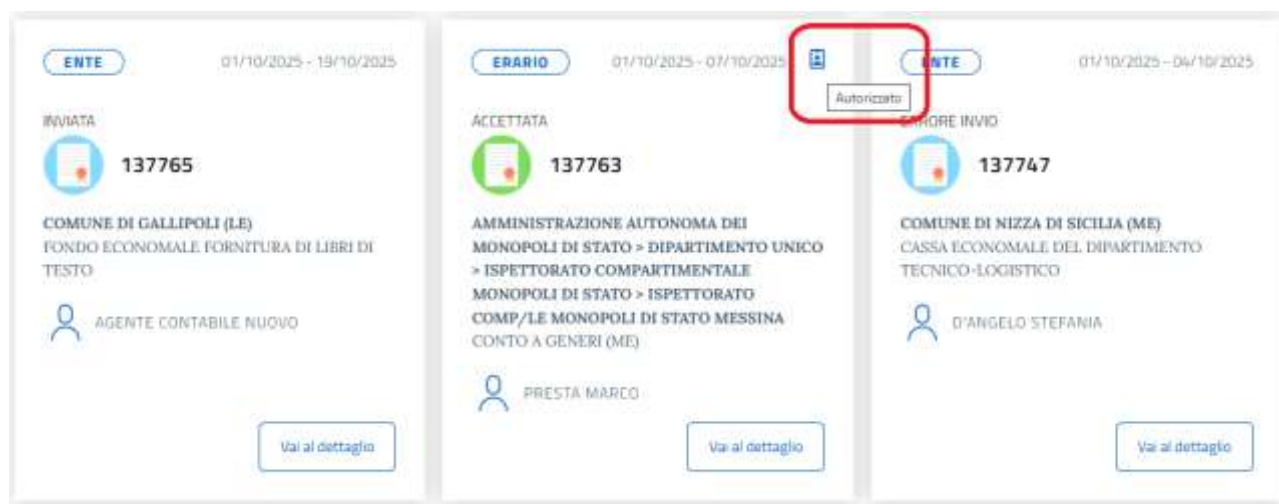 ENTE
01/10/2025 - 19/10/2025
INVIATA
137765
COMUNE DI GALLIPOLI (LE)
FONDO ECONOMALE FORNITURA DI LIBRI DI
TESTO
AGENTE CONTABILE NUOVO
Vai al dettaglio
ERARIO
01/10/2025 - 07/10/2025
Autorizzato
ACCETTATA
137763
AMMINISTRAZIONE AUTONOMA DEI
MONOPOLI DI STATO > DIPARTIMENTO UNICO
> ISPETTORATO COMPARTIMENTALE
MONOPOLI DI STATO > ISPETTORATO
COMP/LE MONOPOLI DI STATO MESSINA
CONTO A GENERI (ME)
PRESTA MARCO
Vai al dettaglio
ENTE
01/10/2025 - 04/10/2025
ERRORE INVIO
137747
COMUNE DI NIZZA DI SICILIA (ME)
CASSA ECONOMALE DEL DIPARTIMENTO
TECNICO-LOGISTICO
D'ANGELO STEFANIA
Vai al dettaglio